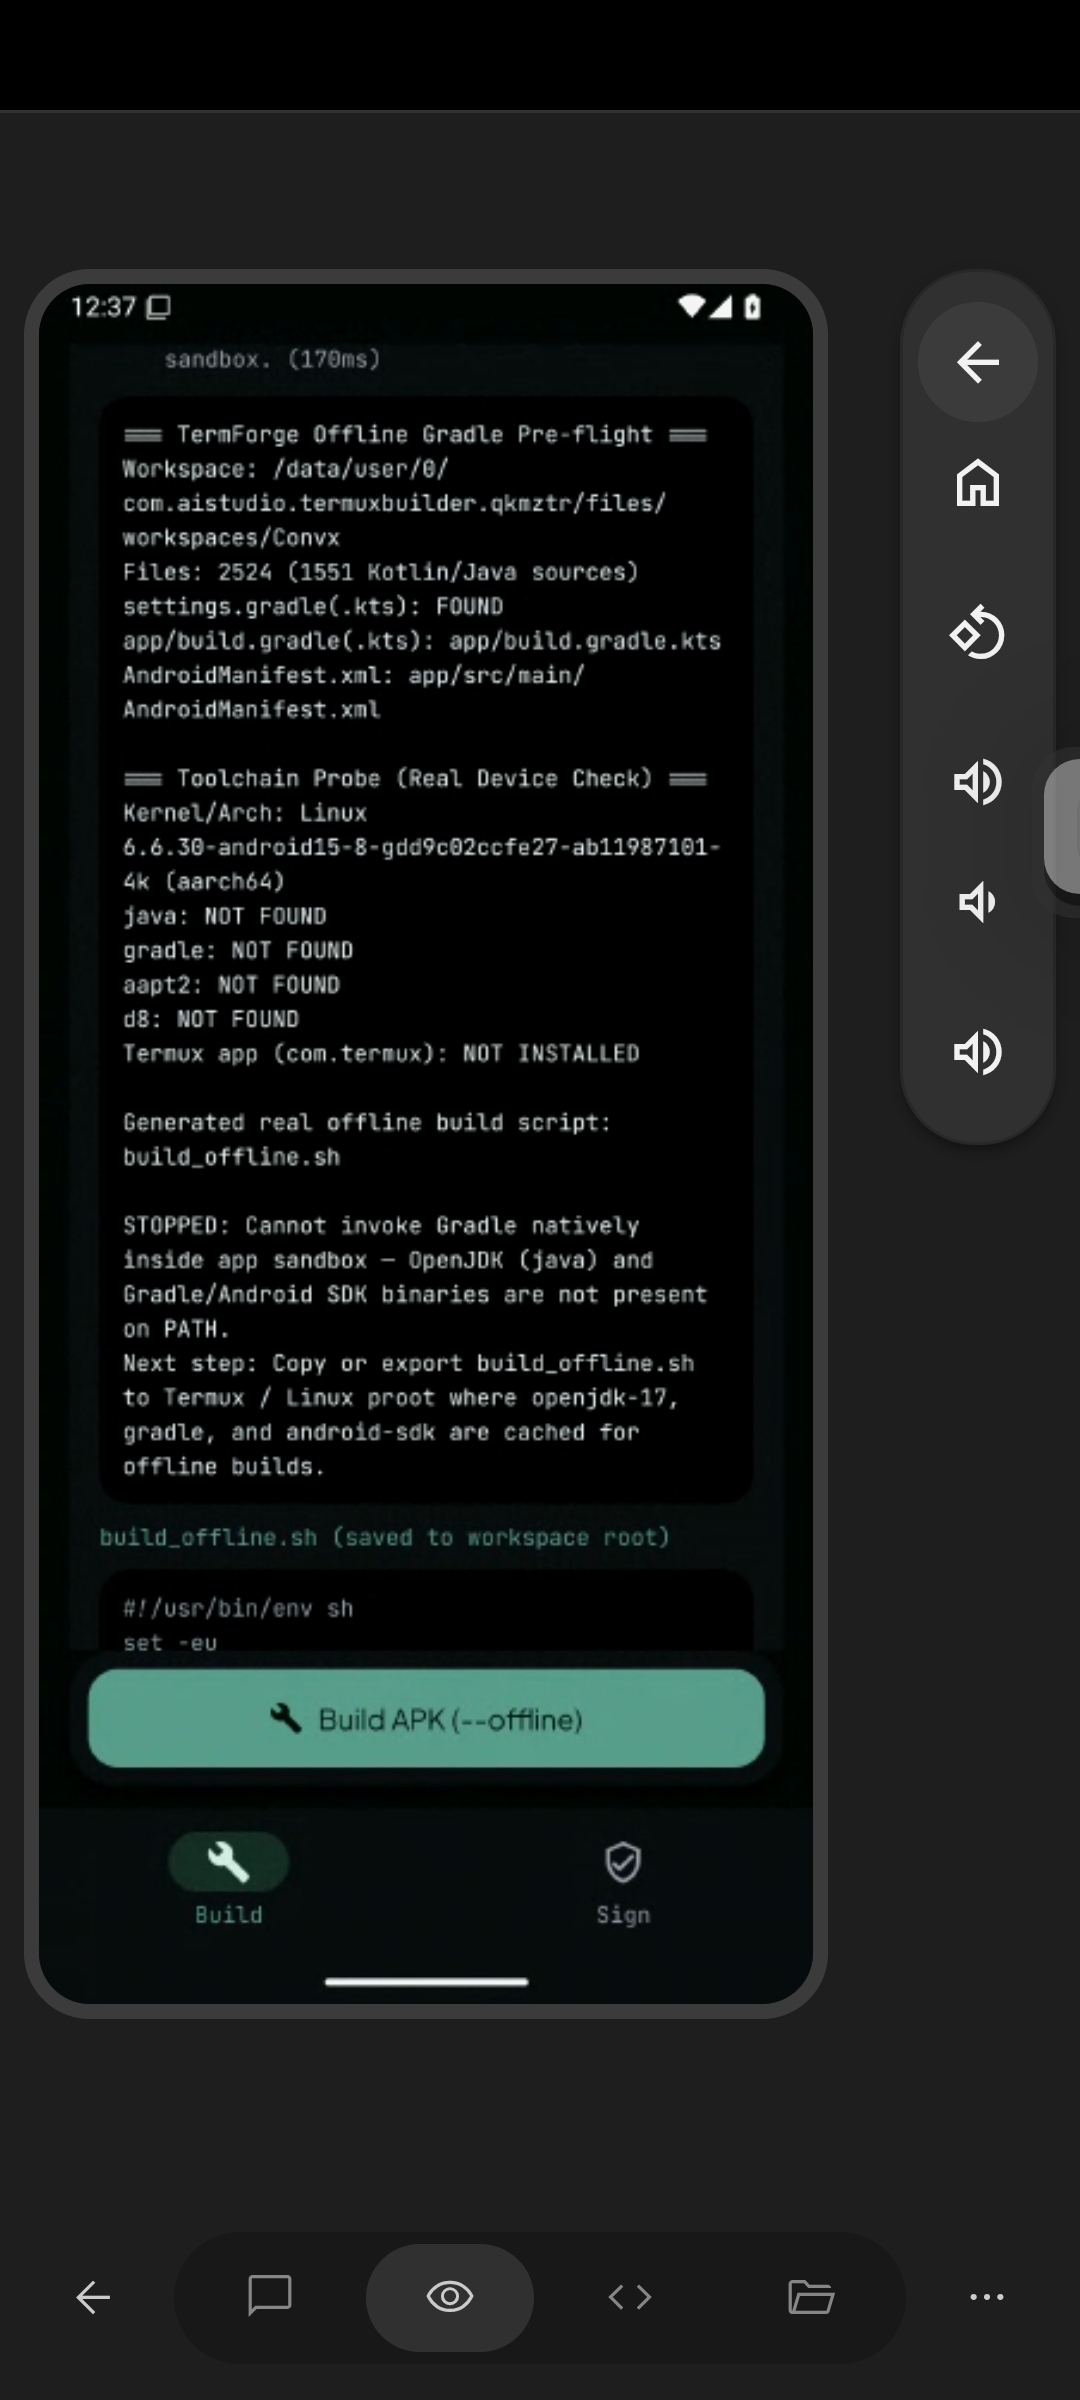 12:37
sandbox. (170ms)
=== TermForge Offline Gradle Pre-flight ===
Workspace: /data/user/0/
com.aistudio.termuxbuilder.qkmztr/files/
workspaces/Convx
Files: 2524 (1551 Kotlin/Java sources)
settings.gradle(.kts): FOUND
app/build.gradle(.kts): app/build.gradle.kts
AndroidManifest.xml: app/src/main/
AndroidManifest.xml
=== Toolchain Probe (Real Device Check) ===
Kernel/Arch: Linux
6.6.30-android15-8-gdd9c02ccfe27-ab11987101-
4k (aarch64)
java: NOT FOUND
gradle: NOT FOUND
aapt2: NOT FOUND
d8: NOT FOUND
Termux app (com.termux): NOT INSTALLED
Generated real offline build script:
build_offline.sh
STOPPED: Cannot invoke Gradle natively
inside app sandbox — OpenJDK (java) and
Gradle/Android SDK binaries are not present
on PATH.
Next step: Copy or export build_offline.sh
to Termux / Linux proot where openjdk-17,
gradle, and android-sdk are cached for
offline builds.
build_offline.sh (saved to workspace root)
#!/usr/bin/env sh
set -eu
Build APK (--offline)
Build
Sign